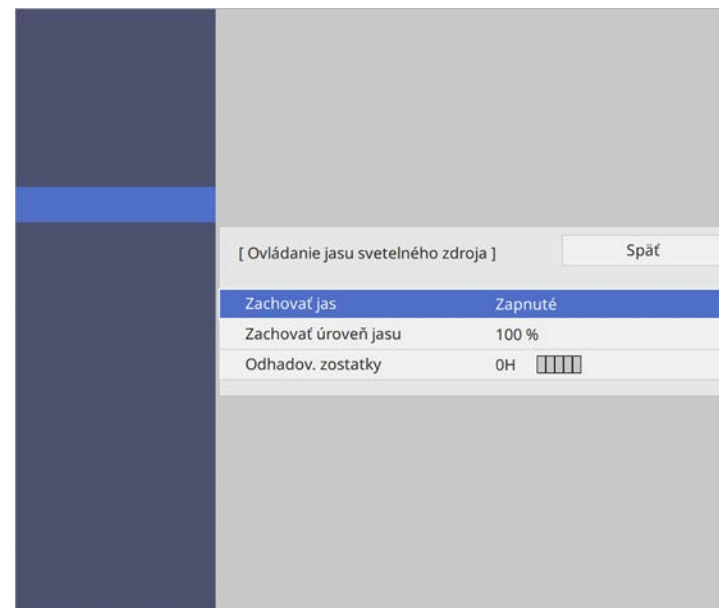 [ Ovládanie jasu svetelného zdroja ] Späť
Zachovať jas Zapnuté
Zachovať úroveň jasu 100 %
Odhadov. zostatky 0H